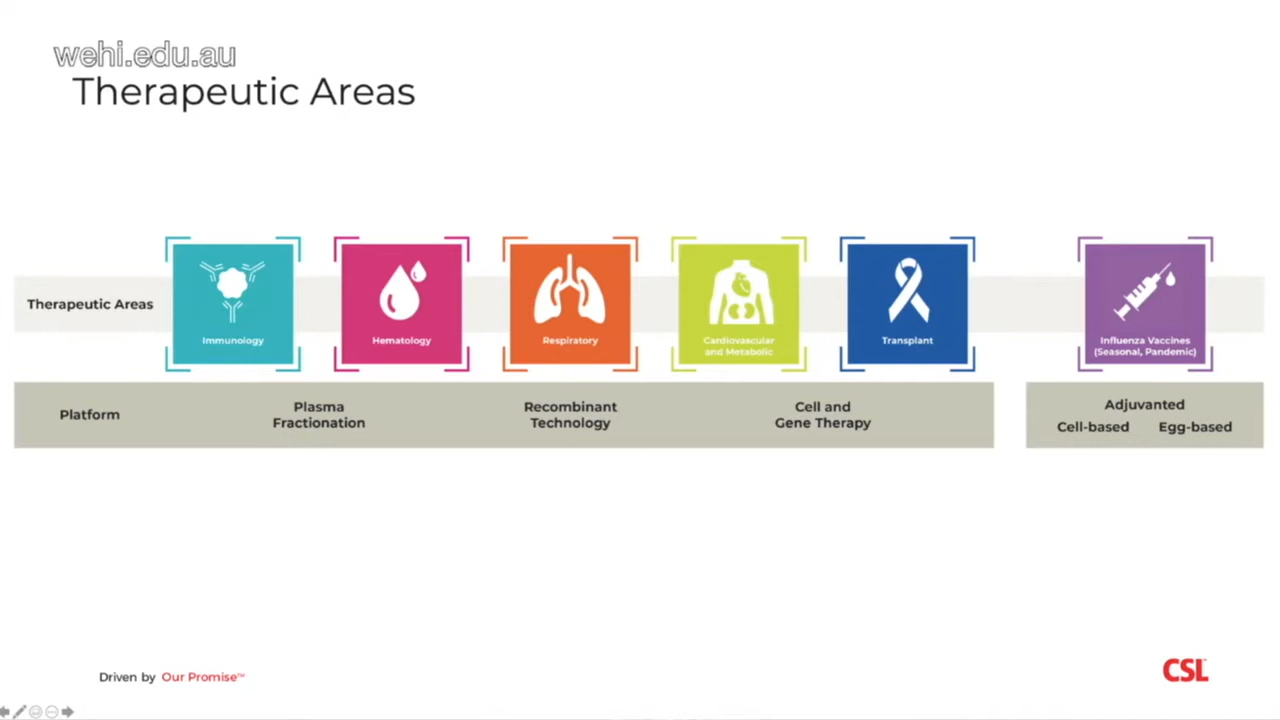 wehi.edu.au
Therapeutic Areas
Therapeutic Areas
Immunology
Hematology
Respiratory
Cardiovascular
and Metabolic
Transplant
Influenza Vaccines
(Seasonal, Pandemic)
Platform
Plasma
Fractionation
Recombinant
Technology
Cell and
Gene Therapy
Adjuvanted
Cell-based Egg-based
Driven by Our Promise™
CSL™